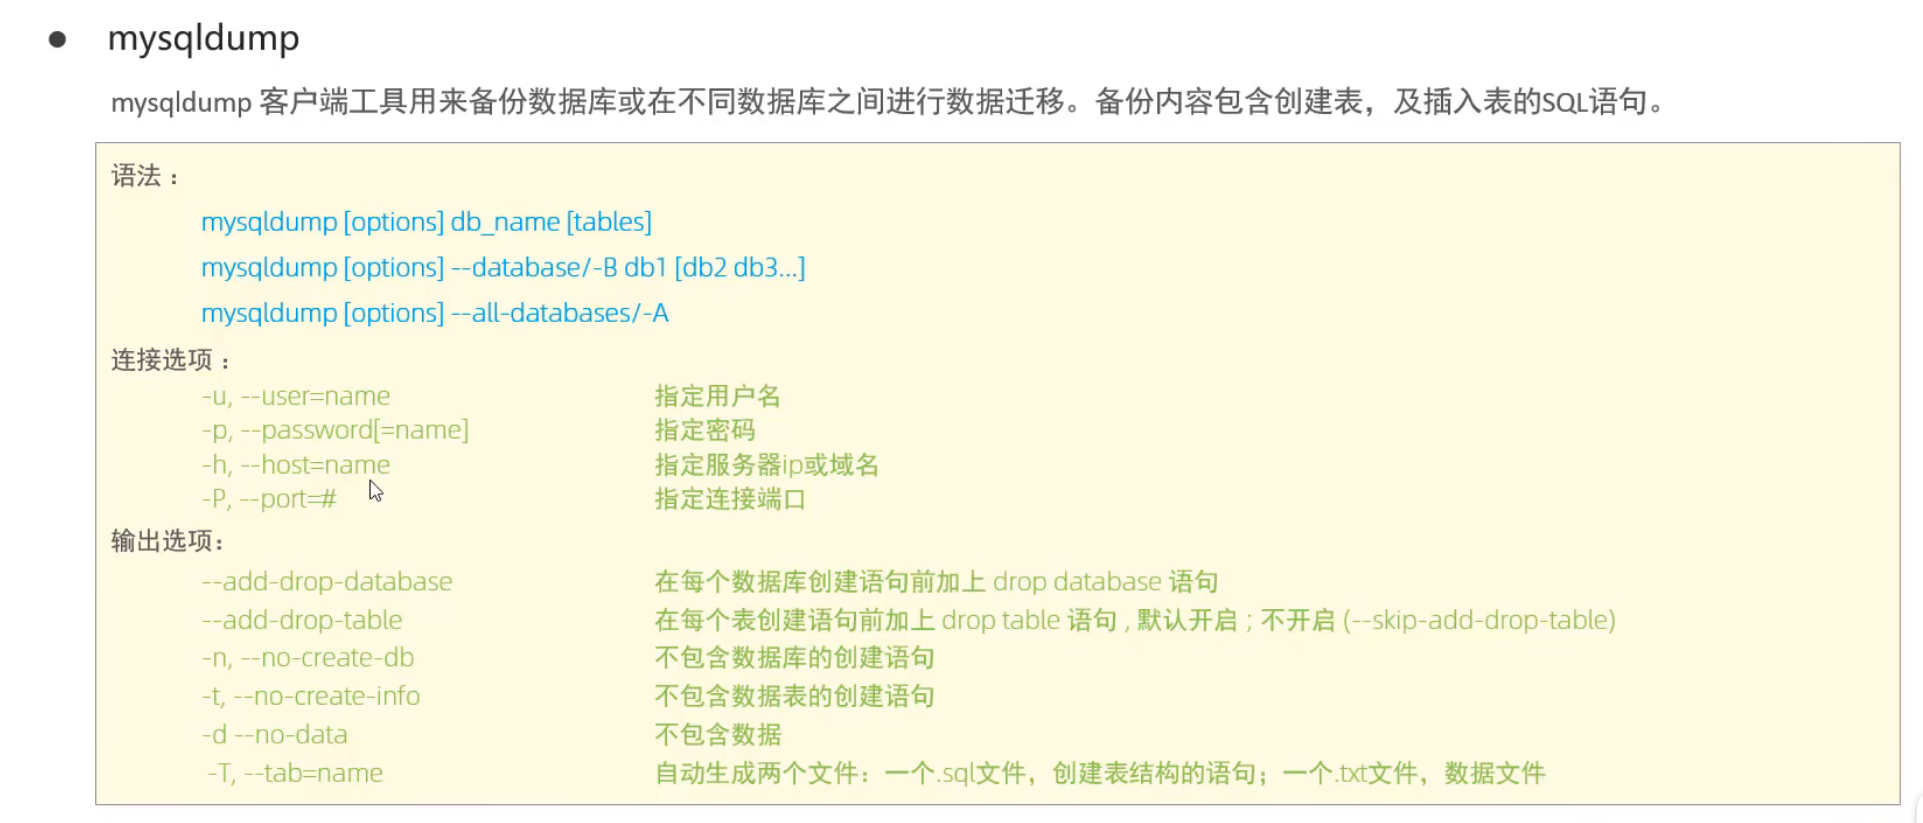 ● mysqldump
mysqldump 客户端工具用来备份数据库或在不同数据库之间进行数据迁移。备份内容包含创建表，及插入表的SQL语句。
语法 ：
mysqldump [options] db_name [tables]
mysqldump [options] --database/-B db1 [db2 db3...]
mysqldump [options] --all-databases/-A
连接选项 ：
-u, --user=name 指定用户名
-p, --password[=name] 指定密码
-h, --host=name 指定服务器ip或域名
-P, --port=# 指定连接端口
输出选项：
--add-drop-database 在每个数据库创建语句前加上 drop database 语句
--add-drop-table 在每个表创建语句前加上 drop table 语句 , 默认开启 ; 不开启 (--skip-add-drop-table)
-n, --no-create-db 不包含数据库的创建语句
-t, --no-create-info 不包含数据表的创建语句
-d --no-data 不包含数据
-T, --tab=name 自动生成两个文件：一个.sql文件，创建表结构的语句；一个.txt文件，数据文件